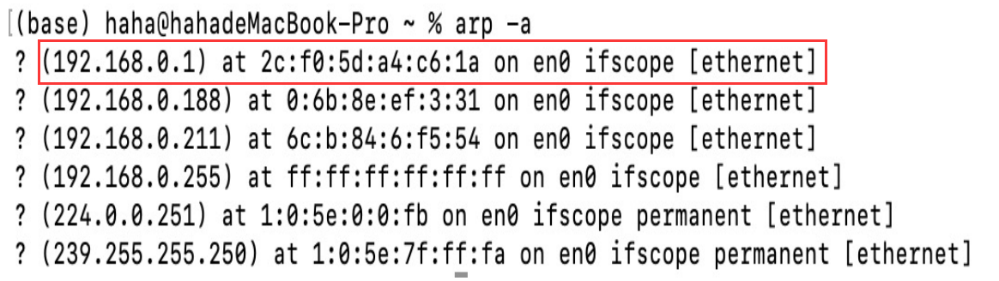 [(base) haha@hahadeMacBook-Pro ~ % arp -a
? (192.168.0.1) at 2c:f0:5d:a4:c6:1a on en0 ifscope [ethernet]
? (192.168.0.188) at 0:6b:8e:ef:3:31 on en0 ifscope [ethernet]
? (192.168.0.211) at 6c:b:84:6:f5:54 on en0 ifscope [ethernet]
? (192.168.0.255) at ff:ff:ff:ff:ff:ff on en0 ifscope [ethernet]
? (224.0.0.251) at 1:0:5e:0:0:fb on en0 ifscope permanent [ethernet]
? (239.255.255.250) at 1:0:5e:7f:ff:fa on en0 ifscope permanent [ethernet]